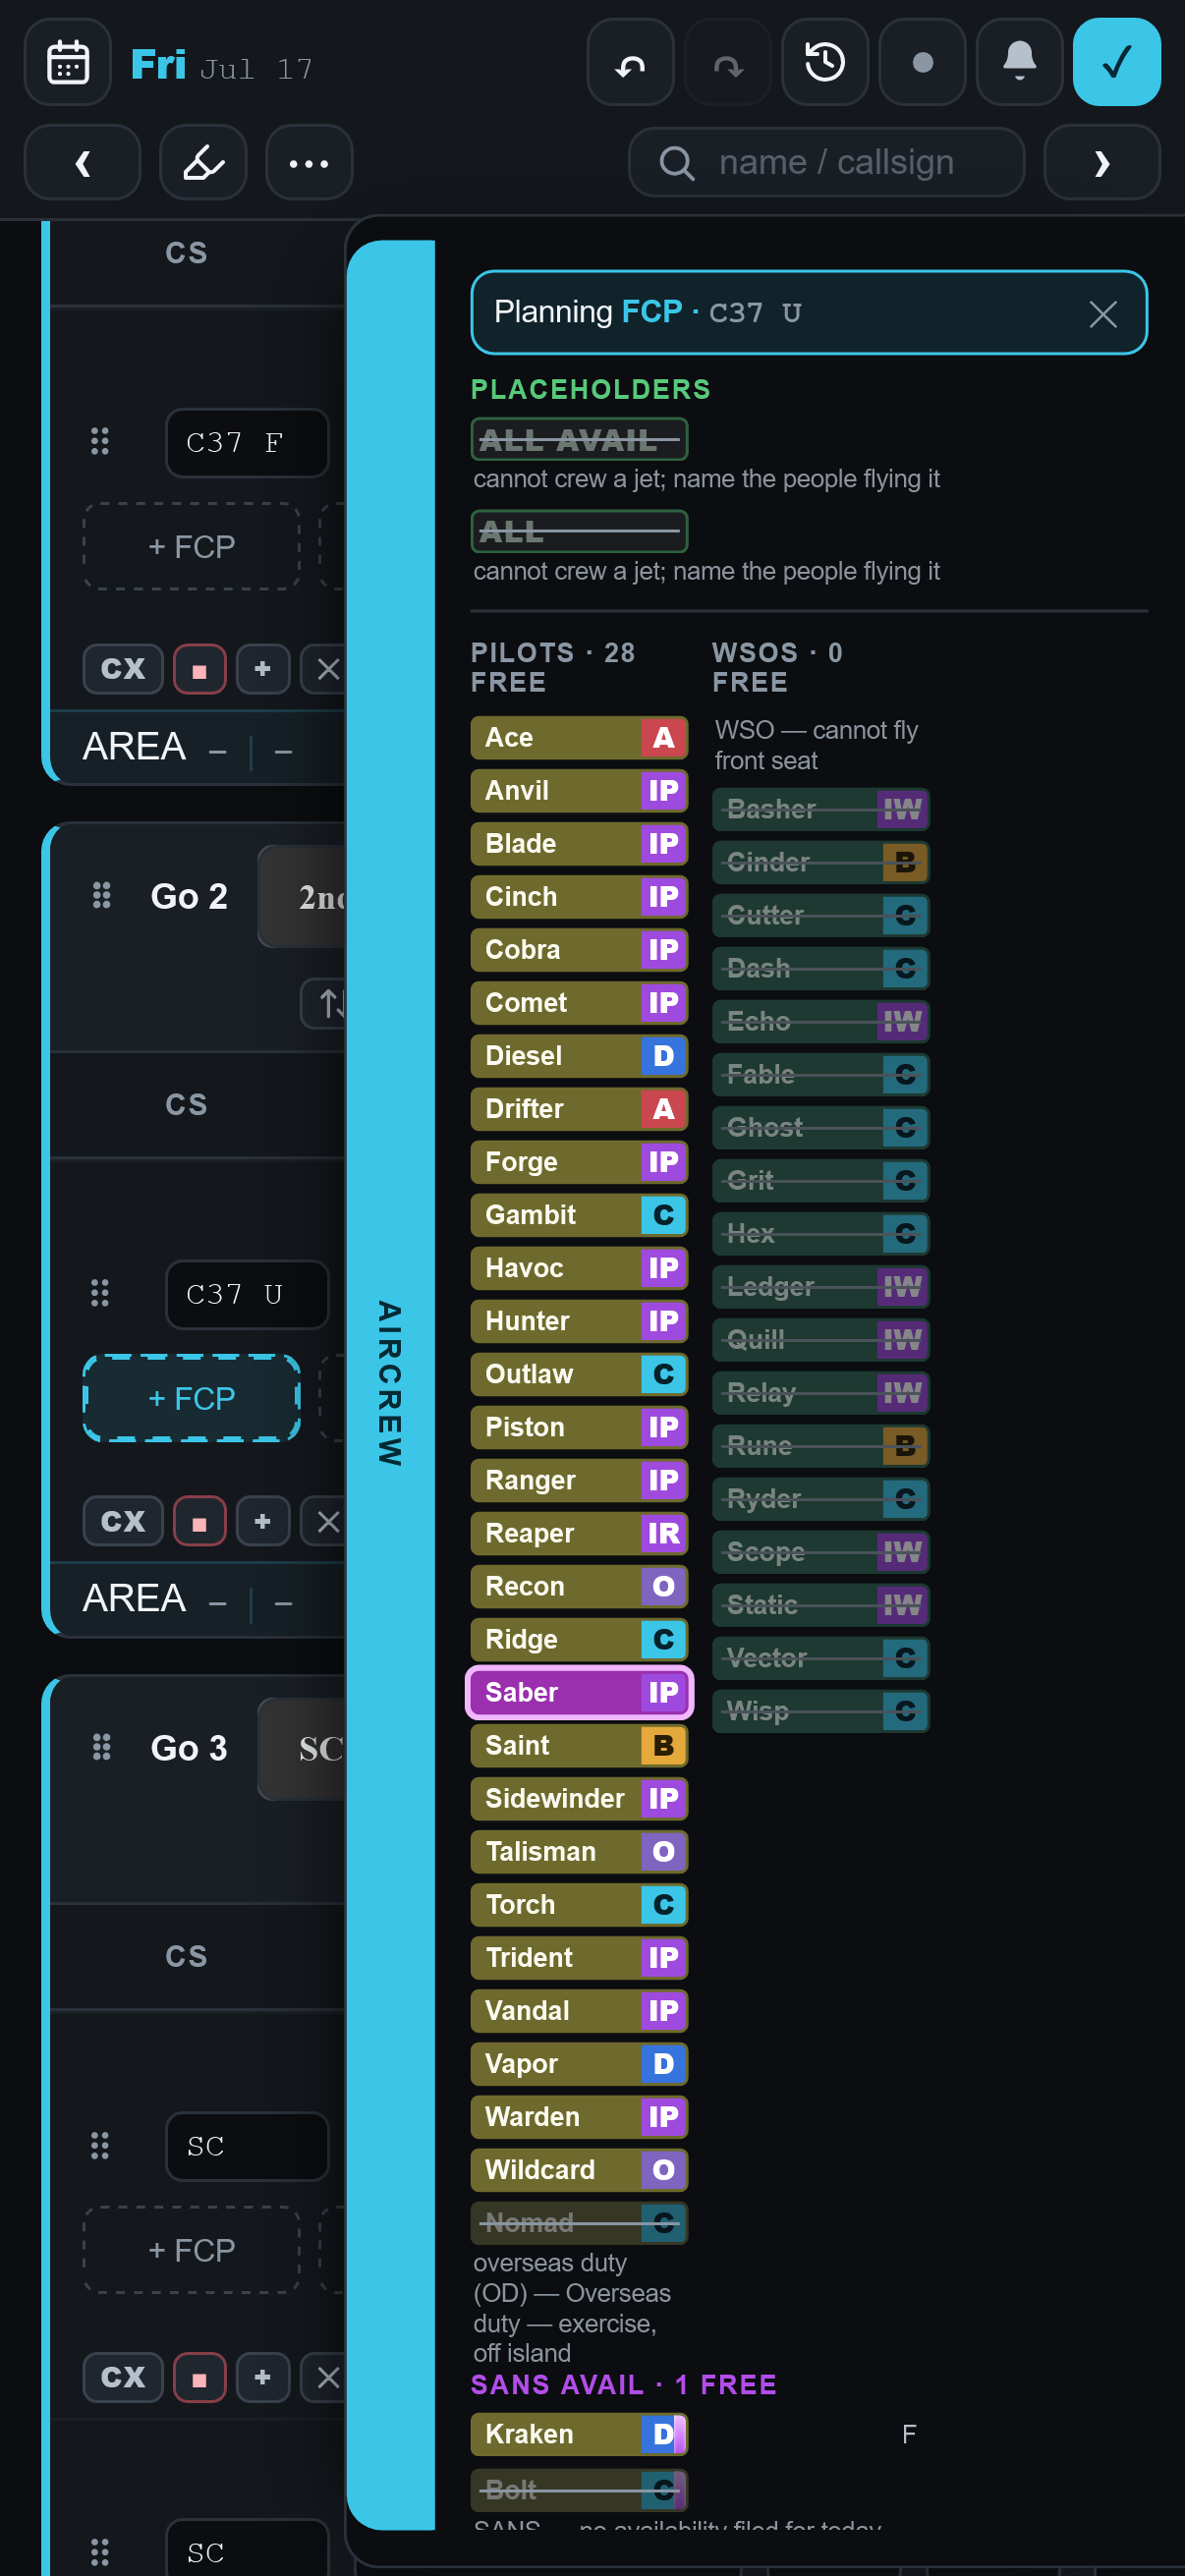 Fri Jul 17
name / callsign
CS
C37 F
+ FCP
CX
AREA – | –
Go 2
CS
C37 U
+ FCP
CX
AREA – | –
Go 3
SC
CS
SC
+ FCP
CX
SC
AIRCREW
Planning FCP · C37 U
PLACEHOLDERS
ALL AVAIL
cannot crew a jet; name the people flying it
ALL
cannot crew a jet; name the people flying it
PILOTS · 28
FREE
Ace A
Anvil IP
Blade IP
Cinch IP
Cobra IP
Comet IP
Diesel D
Drifter A
Forge IP
Gambit C
Havoc IP
Hunter IP
Outlaw C
Piston IP
Ranger IP
Reaper IR
Recon O
Ridge C
Saber IP
Saint B
Sidewinder IP
Talisman O
Torch C
Trident IP
Vandal IP
Vapor D
Warden IP
Wildcard O
Nomad C
overseas duty
(OD) — Overseas
duty — exercise,
off island
WSOS · 0
FREE
WSO — cannot fly
front seat
Basher IW
Cinder B
Cutter C
Dash C
Echo IW
Fable C
Ghost C
Grit C
Hex C
Ledger IW
Quill IW
Relay IW
Rune B
Ryder C
Scope IW
Static IW
Vector C
Wisp C
SANS AVAIL · 1 FREE
Kraken D F
Bolt C
SANS — no availability filed for today